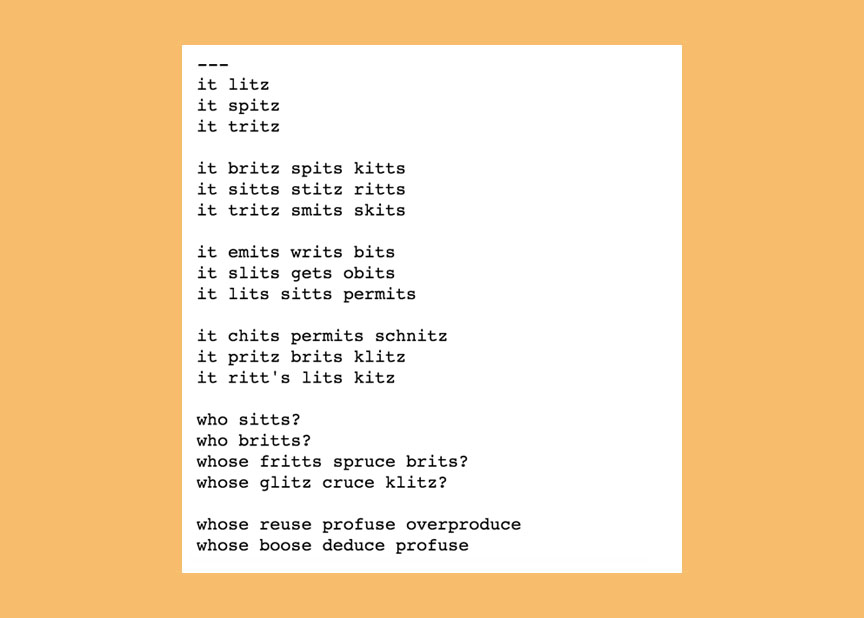 ---
it litz
it spitz
it tritz

it britz spits kitts
it sitts stitz ritts
it tritz smits skits

it emits writs bits
it slits gets obits
it lits sitts permits

it chits permits schnitz
it pritz brits klitz
it ritt's lits kitz

who sitts?
who britts?
whose fritts spruce brits?
whose glitz cruce klitz?

whose reuse profuse overproduce
whose boose deduce profuse